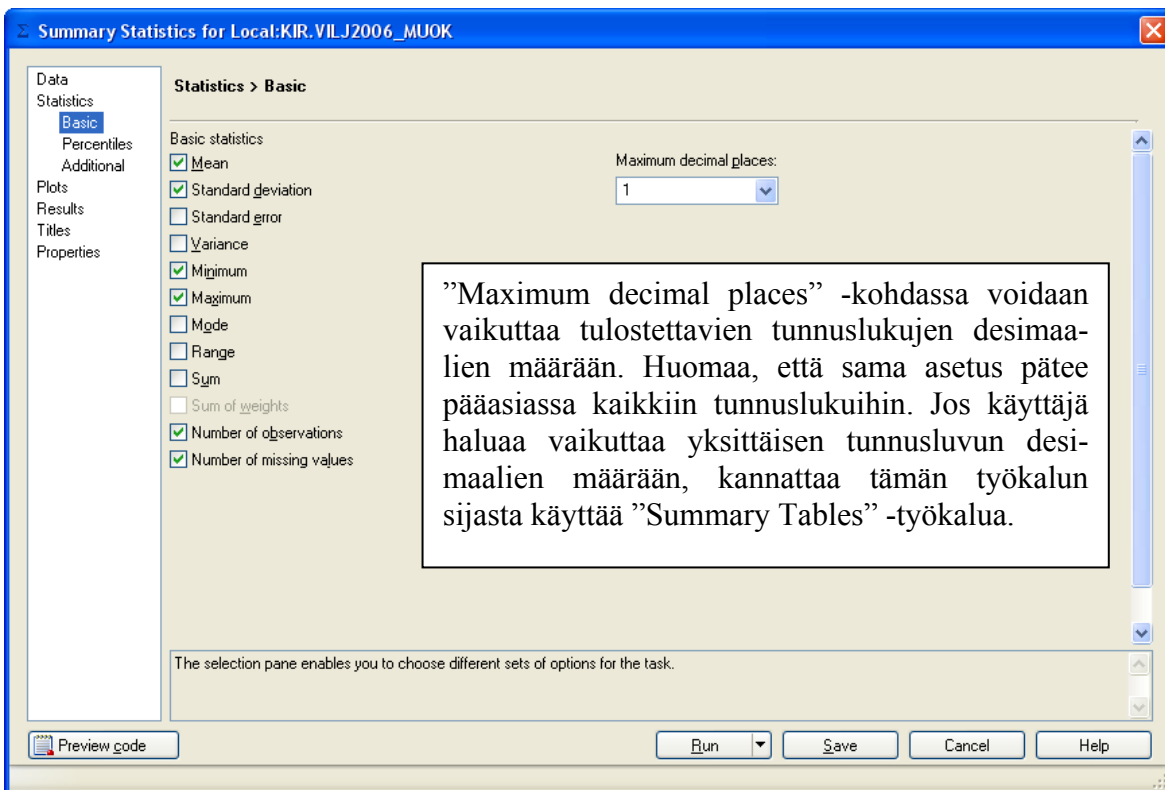 Σ Summary Statistics for Local:KIR.VILJ2006_MUOK
Data
Statistics
Basic
Percentiles
Additional
Plots
Results
Titles
Properties
Statistics > Basic
Basic statistics
Mean
Standard deviation
Standard error
Variance
Minimum
Maximum
Mode
Range
Sum
Sum of weights
Number of observations
Number of missing values
Maximum decimal places:
1
”Maximum decimal places” -kohdassa voidaan
vaikuttaa tulostettavien tunnuslukujen desimaa-
lien määrään. Huomaa, että sama asetus pätee
pääasiassa kaikkiin tunnuslukuihin. Jos käyttäjä
haluaa vaikuttaa yksittäisen tunnusluvun desi-
maalien määrään, kannattaa tämän työkalun
sijasta käyttää ”Summary Tables” -työkalua.
The selection pane enables you to choose different sets of options for the task.
Preview code
Run
Save
Cancel
Help